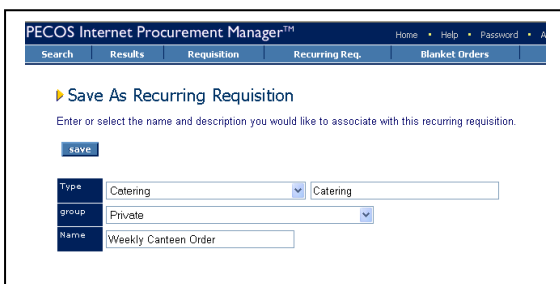 PECOS Internet Procurement Manager™ Home • Help • Password •
Search Results Requisition Recurring Req. Blanket Orders
Save As Recurring Requisition
Enter or select the name and description you would like to associate with this recurring requisition.
save
Type Catering Catering
group Private
Name Weekly Canteen Order